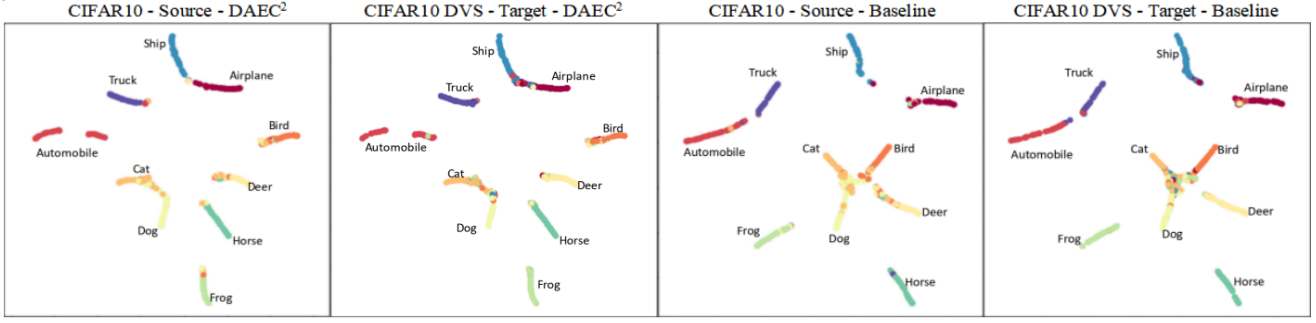 CIFAR10 - Source - DAEC²
Ship
Airplane
Truck
Automobile
Bird
Cat
Deer
Dog
Horse
Frog
CIFAR10 DVS - Target - DAEC²
Ship
Airplane
Truck
Automobile
Bird
Cat
Deer
Dog
Horse
Frog
CIFAR10 - Source - Baseline
Ship
Truck
Airplane
Automobile
Cat
Bird
Deer
Frog
Dog
Horse
CIFAR10 DVS - Target - Baseline
Ship
Truck
Airplane
Automobile
Cat
Bird
Deer
Frog
Dog
Horse